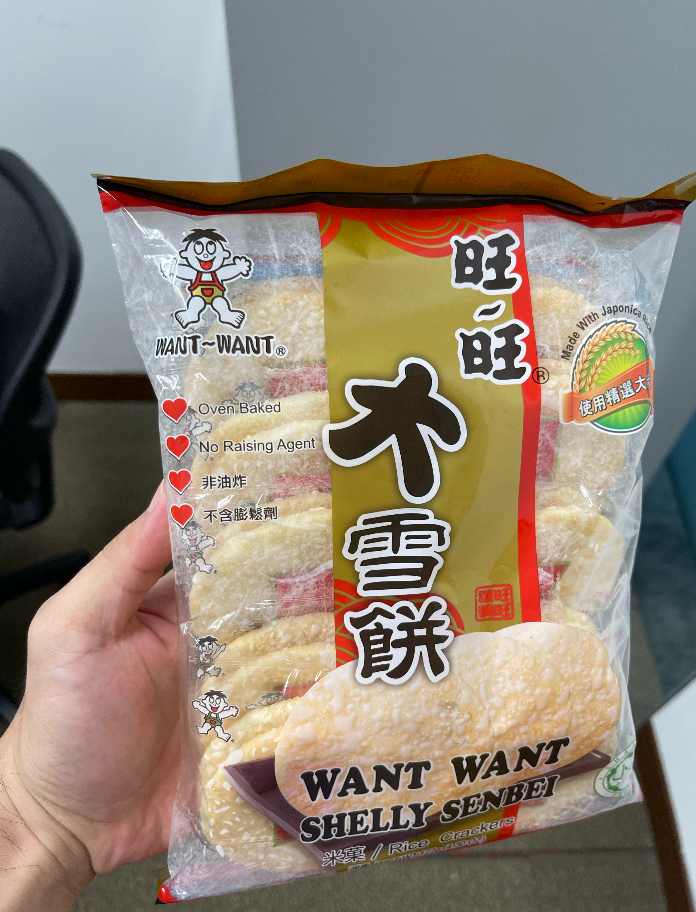 WANT~WANT®
旺~旺®
Made With Japonica Rice
使用精選大
Oven Baked
No Raising Agent
非油炸
不含膨鬆劑
大雪餅
WANT WANT
SHELLY SENBEI
米菓 / Rice Crackers